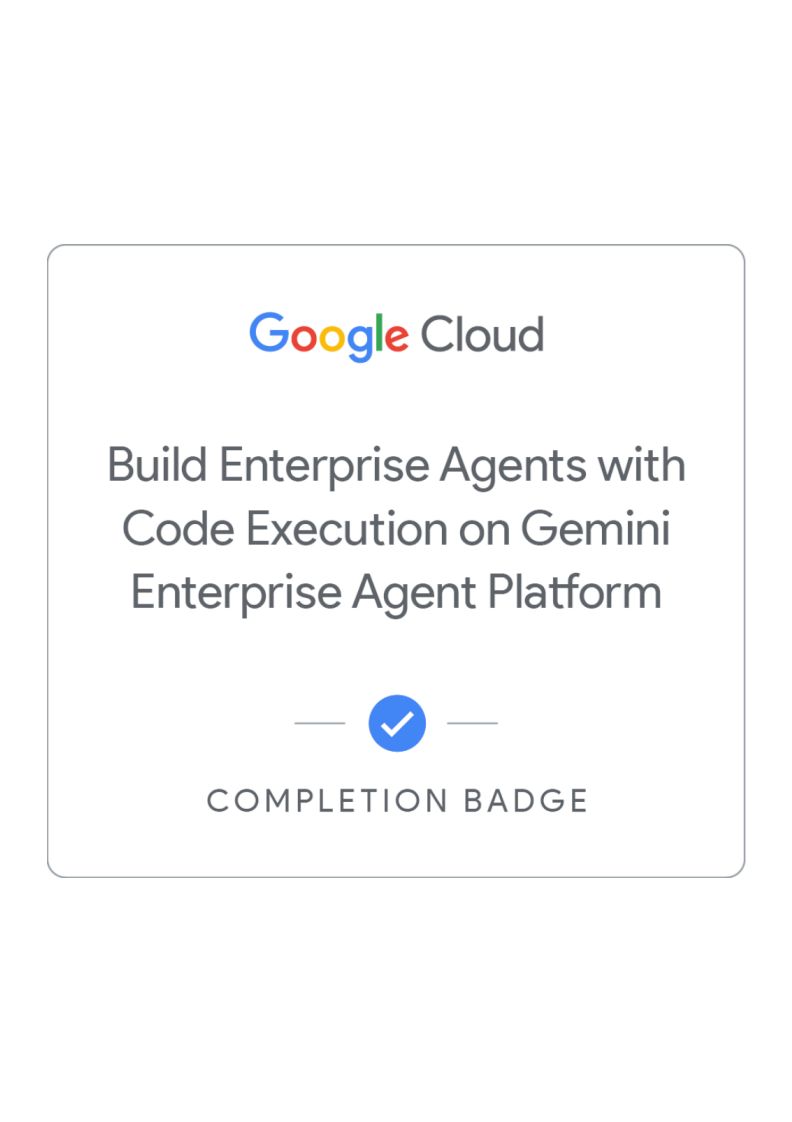 Google Cloud
Build Enterprise Agents with
Code Execution on Gemini
Enterprise Agent Platform
COMPLETION BADGE